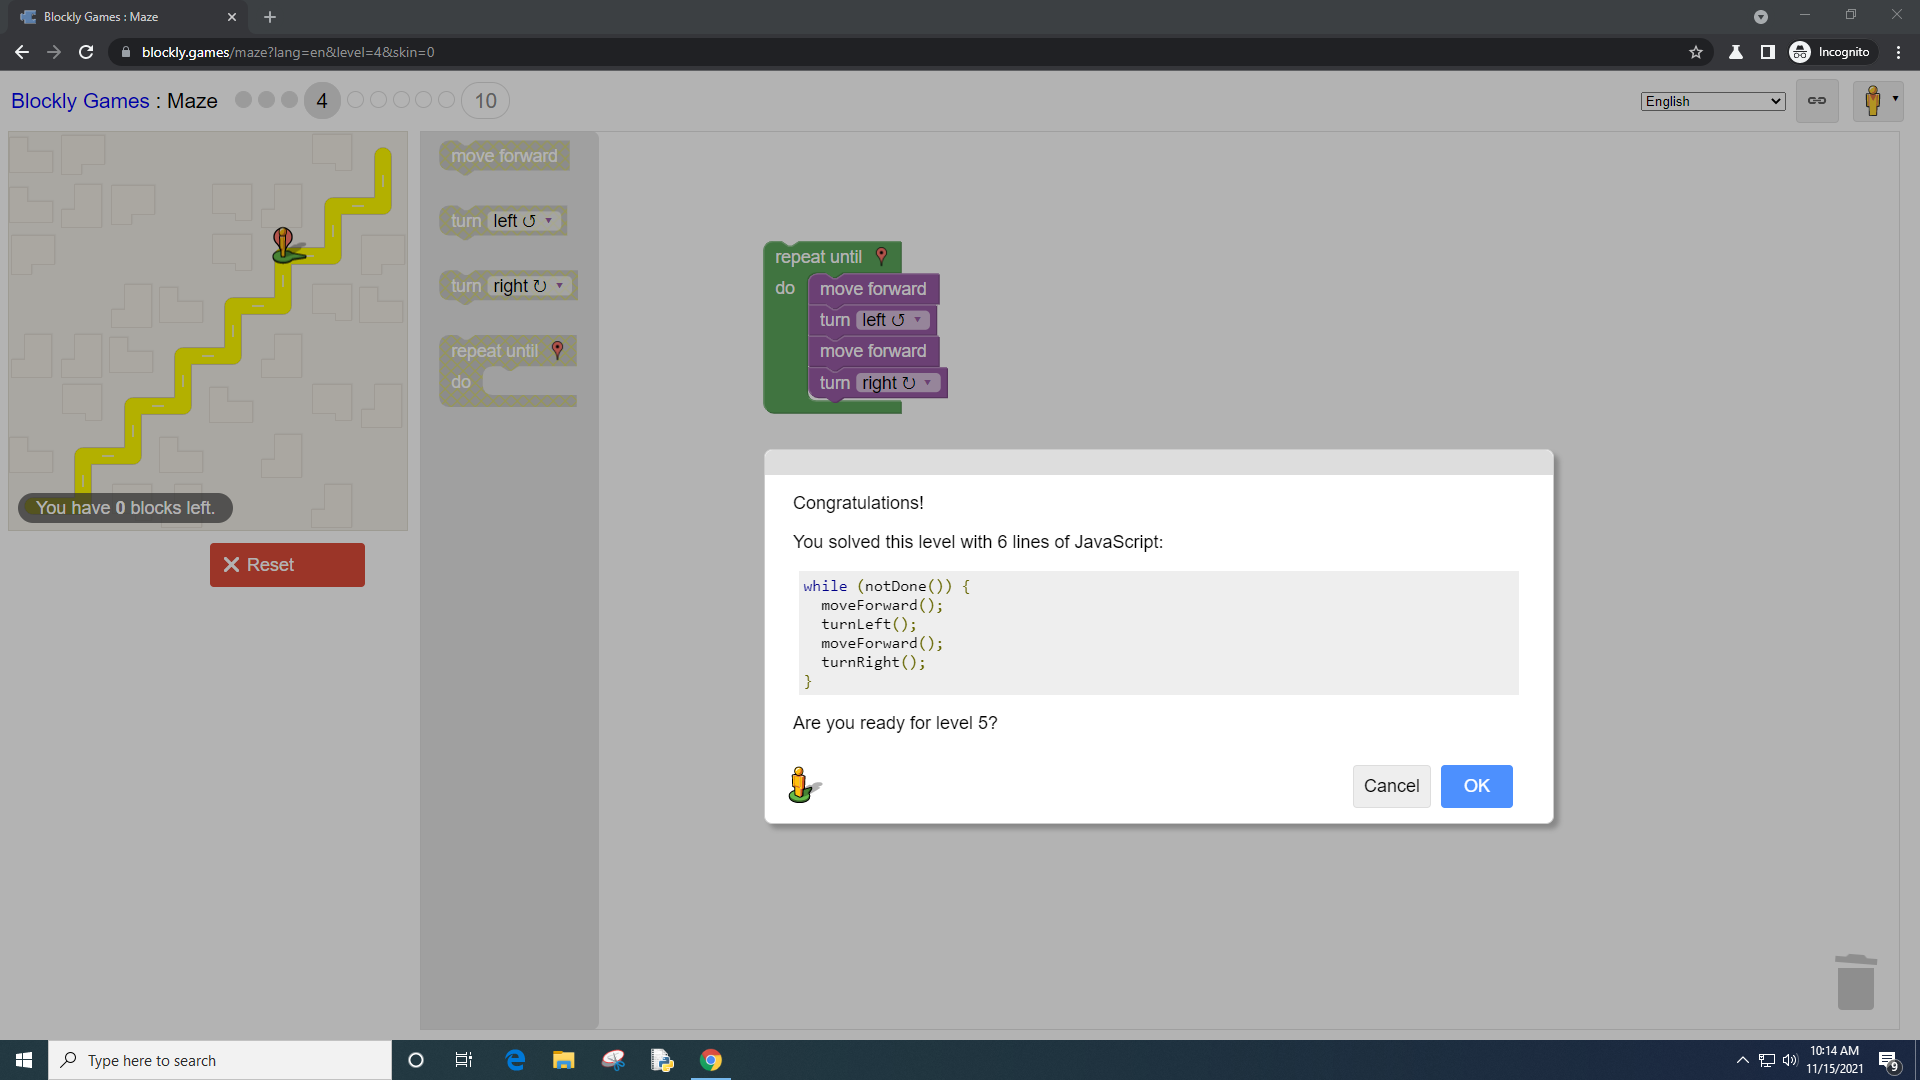 Blockly Games : Maze
blockly.games/maze?lang=en&level=4&skin=0
Incognito
Blockly Games : Maze
4
10
English
move forward
turn left
turn right
repeat until
do
You have 0 blocks left.
Reset
repeat until
do
move forward
turn left
move forward
turn right
Congratulations!
You solved this level with 6 lines of JavaScript:
while (notDone()) {
moveForward();
turnLeft();
moveForward();
turnRight();
}
Are you ready for level 5?
Cancel
OK
Type here to search
10:14 AM
11/15/2021
9